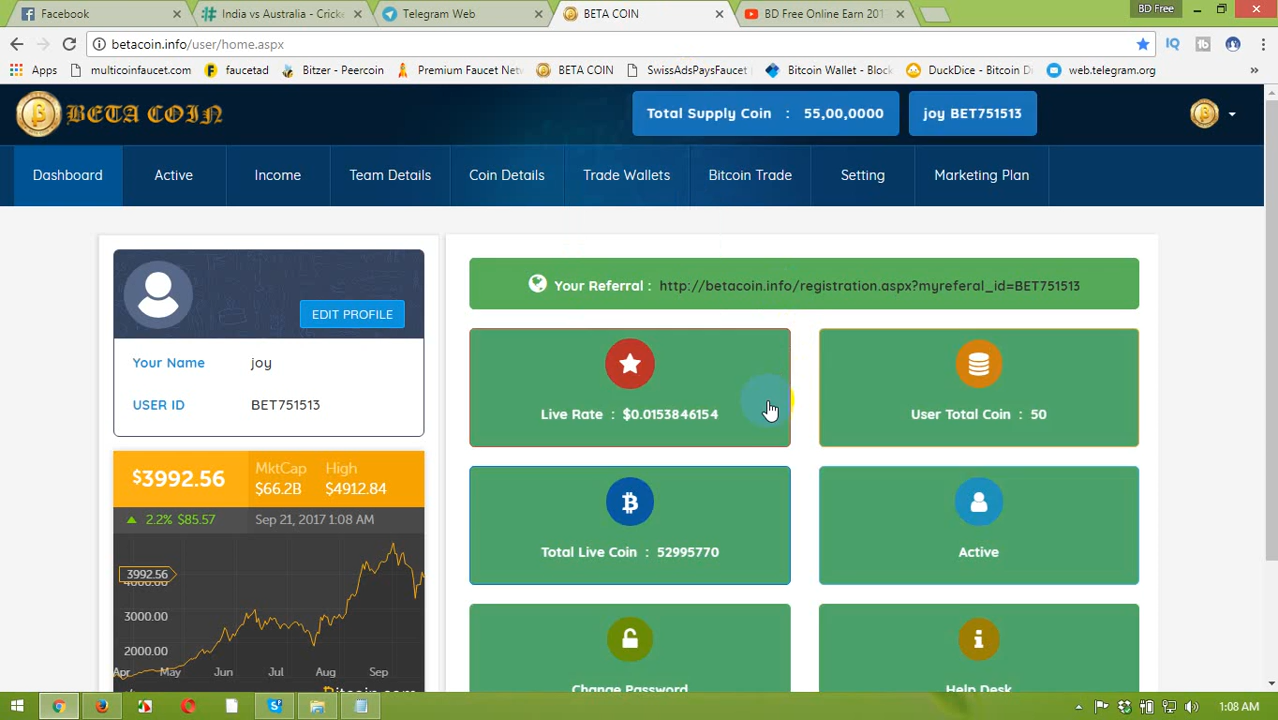 Facebook
India vs Australia - Cricke
Telegram Web
BETA COIN
BD Free Online Earn 201
BD Free
betacoin.info/user/home.aspx
Apps
multicoinfaucet.com
faucetad
Bitzer - Peercoin
Premium Faucet Net
BETA COIN
SwissAdsPaysFaucet
Bitcoin Wallet - Block
DuckDice - Bitcoin Di
web.telegram.org
BETA COIN
Total Supply Coin : 55,00,0000
joy BET751513
Dashboard
Active
Income
Team Details
Coin Details
Trade Wallets
Bitcoin Trade
Setting
Marketing Plan
EDIT PROFILE
Your Name joy
USER ID BET751513
Your Referral : http://betacoin.info/registration.aspx?myreferal_id=BET751513
Live Rate : $0.0153846154
User Total Coin : 50
Total Live Coin : 52995770
Active
Change Password
Help Desk
$3992.56
MktCap
$66.2B
High
$4912.84
2.2% $85.57
Sep 21, 2017 1:08 AM
3992.56
4000.00
3000.00
2000.00
Apr May Jun Jul Aug Sep
Bitcoin.com
1:08 AM